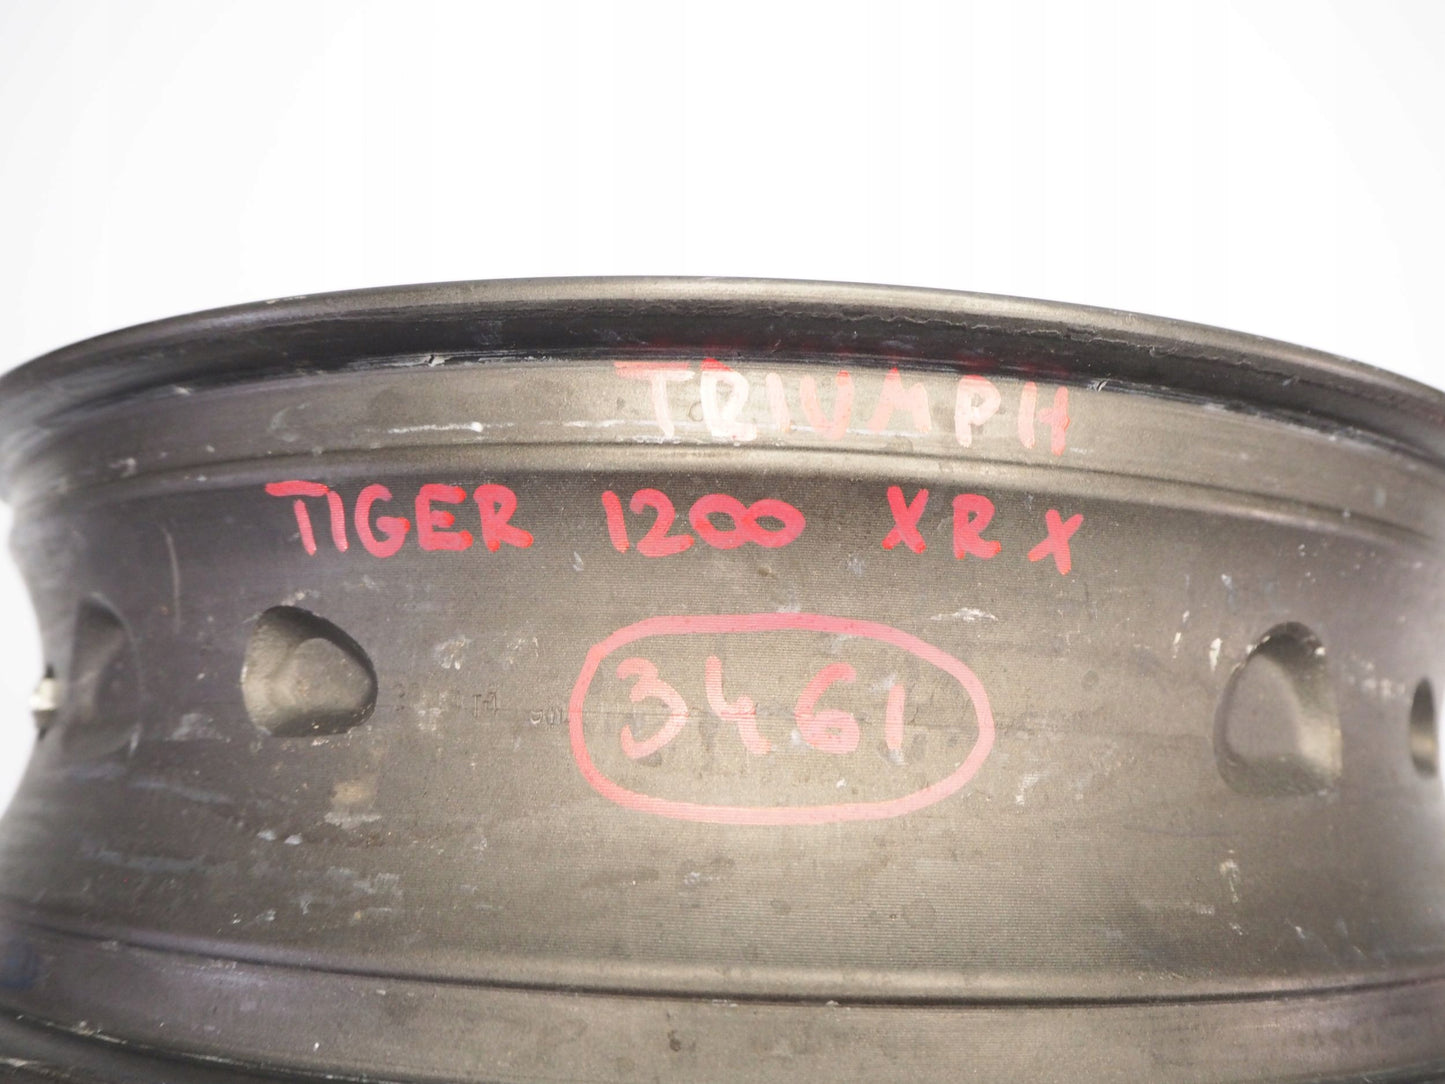 TRIUMPH
TIGER 1200 XRX
3461